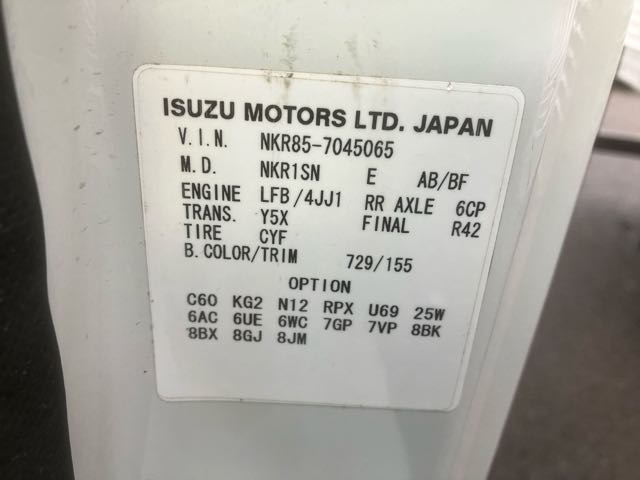 ISUZU MOTORS LTD. JAPAN
V.I.N. NKR85-7045065
M.D. NKR1SN E AB/BF
ENGINE LFB/4JJ1 RR AXLE 6CP
TRANS. Y5X FINAL R42
TIRE CYF
B.COLOR/TRIM 729/155
OPTION
C60 KG2 N12 RPX U69 25W
6AC 6UE 6WC 7GP 7VP 8BK
8BX 8GJ 8JM